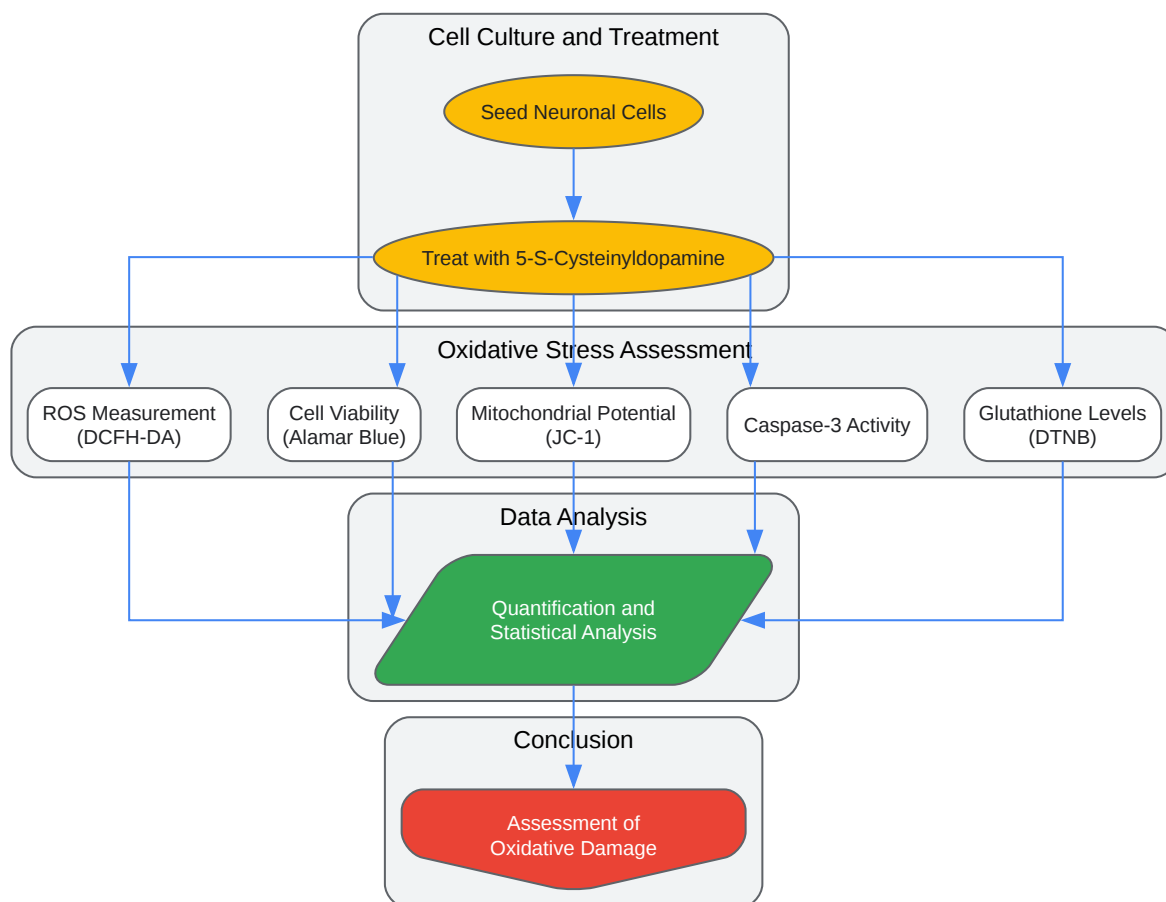 Cell Culture and Treatment
Seed Neuronal Cells
Treat with 5-S-Cysteinyldopamine
Oxidative Stress Assessment
ROS Measurement
(DCFH-DA)
Cell Viability
(Alamar Blue)
Mitochondrial Potential
(JC-1)
Caspase-3 Activity
Glutathione Levels
(DTNB)
Data Analysis
Quantification and
Statistical Analysis
Conclusion
Assessment of
Oxidative Damage